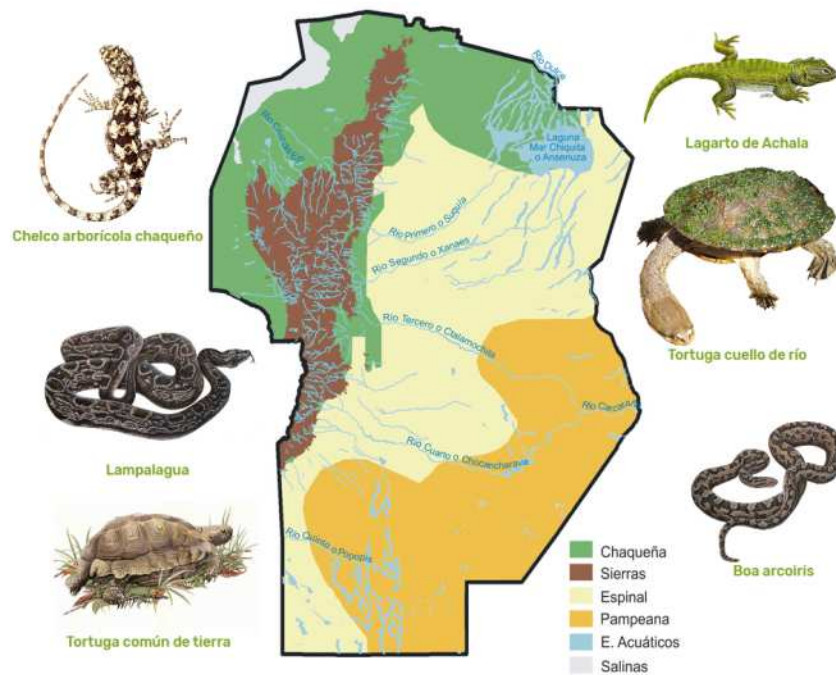 Chelco arborícola chaqueño
Lampalagua
Tortuga común de tierra
Río Dulce
Laguna
Mar Chiquita
o Ansenuza
Río Primero o Suquía
Río Segundo o Xanaes
Río Tercero o Ctalamochita
Río Carcarañá
Río Cuarto o Chocancharava
Río Quinto o Popopis
Lagarto de Achala
Tortuga cuello de río
Boa arcoiris
Chaqueña
Sierras
Espinal
Pampeana
E. Acuáticos
Salinas